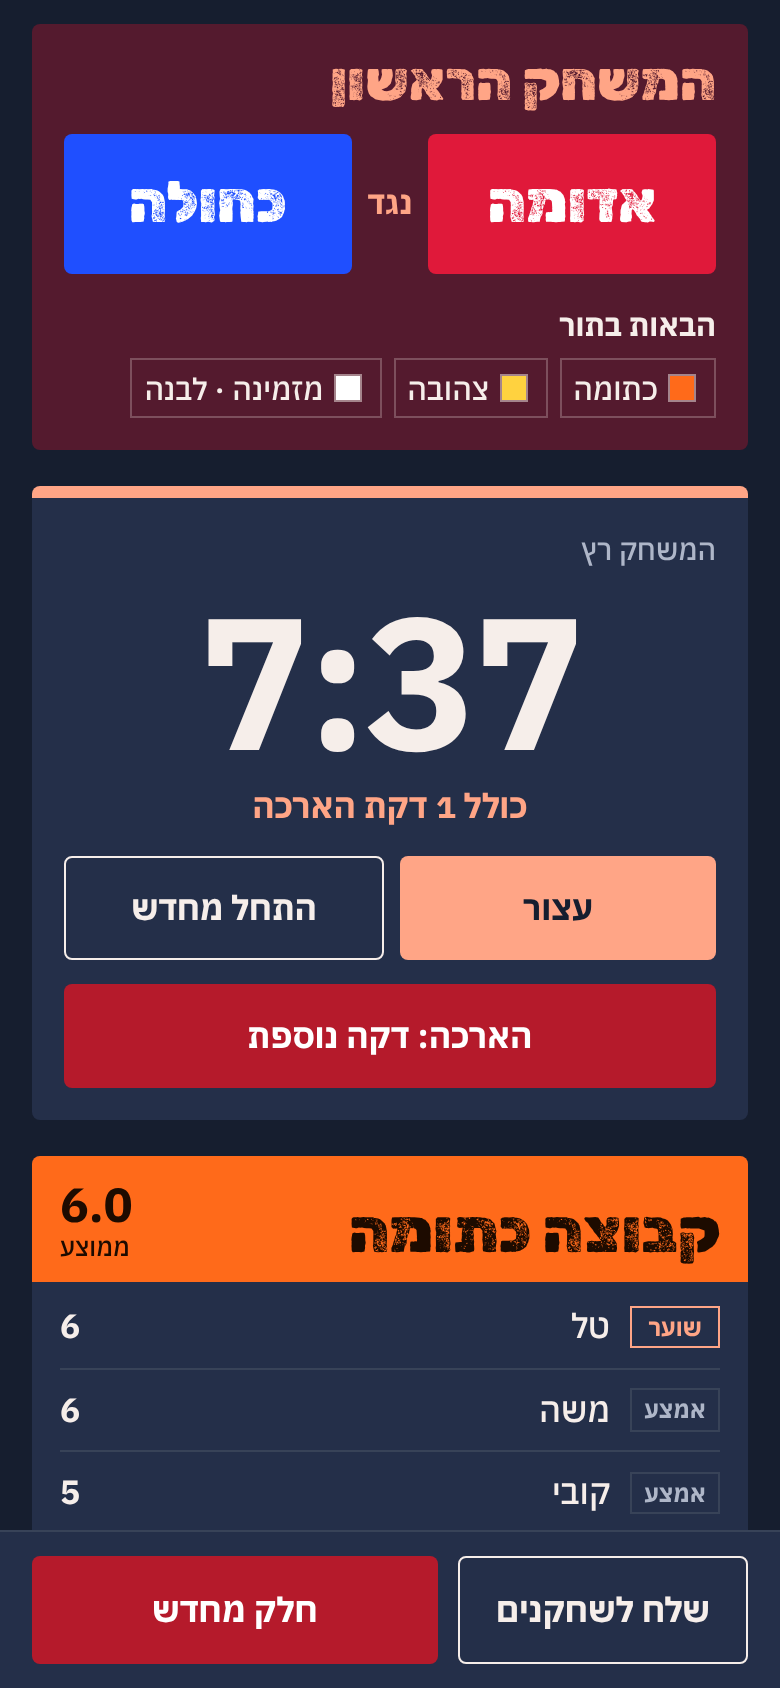 המשחק הראשון
אדומה נגד כחולה
הבאות בתור
כתומה צהובה מזמינה · לבנה
המשחק רץ
7:37
כולל 1 דקת הארכה
עצור התחל מחדש
הארכה: דקה נוספת
קבוצה כתומה 6.0
ממוצע
שוער טל 6
אמצע משה 6
אמצע קובי 5
שלח לשחקנים חלק מחדש